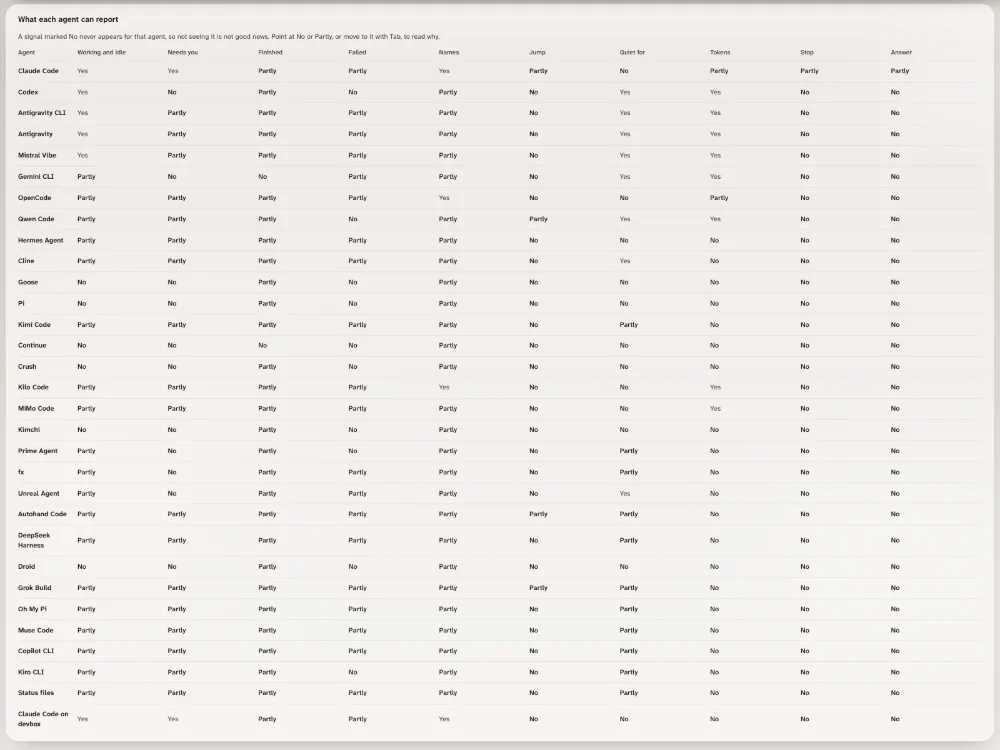 What each agent can report
A signal marked No never appears for that agent, so not seeing it is not good news. Point at No or Partly, or move to it with Tab, to read why.
Agent Working and idle Needs you Finished Failed Names Jump Quiet for Tokens Stop Answer
Claude Code Yes Yes Partly Partly Yes Partly No Partly Partly Partly
Codex Yes No Partly No Partly No Yes Yes No No
Antigravity CLI Yes Partly Partly Partly Partly No Yes Yes No No
Antigravity Yes Partly Partly Partly Partly No Yes Yes No No
Mistral Vibe Yes Partly Partly Partly Partly No Yes Yes No No
Gemini CLI Partly No No Partly Partly No Yes Yes No No
OpenCode Partly Partly Partly Partly Yes No No Partly No No
Qwen Code Partly Partly Partly No Partly Partly Yes Yes No No
Hermes Agent Partly Partly Partly Partly Partly No No No No No
Cline Partly Partly Partly Partly Partly No Yes No No No
Goose No No Partly No Partly No No No No No
Pi No No Partly No Partly No No No No No
Kimi Code Partly Partly Partly Partly Partly No Partly No No No
Continue No No No No Partly No No No No No
Crush No No Partly No Partly No No No No No
Kilo Code Partly Partly Partly Partly Yes No No Yes No No
MiMo Code Partly Partly Partly Partly Partly No No Yes No No
Kimchi No No Partly No Partly No No No No No
Prime Agent Partly No Partly No Partly No Partly No No No
fx Partly No Partly Partly Partly No Partly No No No
Unreal Agent Partly No Partly Partly Partly No Yes No No No
Autohand Code Partly Partly Partly Partly Partly Partly Partly No No No
DeepSeek
Harness Partly Partly Partly Partly Partly No Partly No No No
Droid No No Partly No Partly No No No No No
Grok Build Partly Partly Partly Partly Partly Partly Partly No No No
Oh My Pi Partly Partly Partly Partly Partly No Partly No No No
Muse Code Partly Partly Partly Partly Partly No Partly No No No
Copilot CLI Partly Partly Partly Partly Partly No Partly No No No
Kiro CLI Partly Partly Partly No Partly No Partly No No No
Status files Partly Partly Partly Partly Partly No Partly No No No
Claude Code on
devbox Yes Yes Partly Partly Yes No No No No No